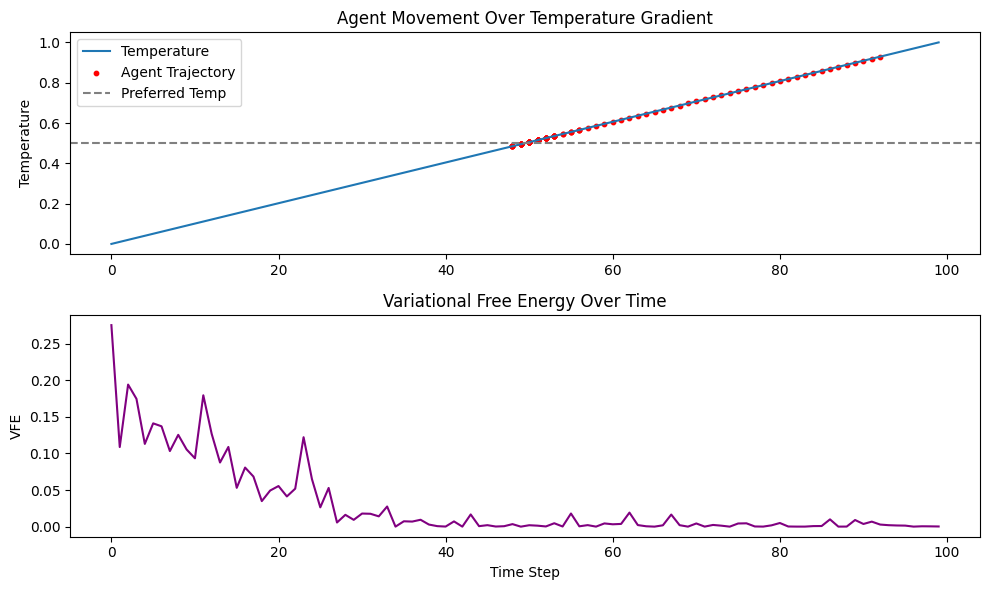 Agent Movement Over Temperature Gradient
Temperature
Agent Trajectory
Preferred Temp
Temperature
1.0
0.8
0.6
0.4
0.2
0.0
0 20 40 60 80 100
Variational Free Energy Over Time
VFE
0.25
0.20
0.15
0.10
0.05
0.00
0 20 40 60 80 100
Time Step